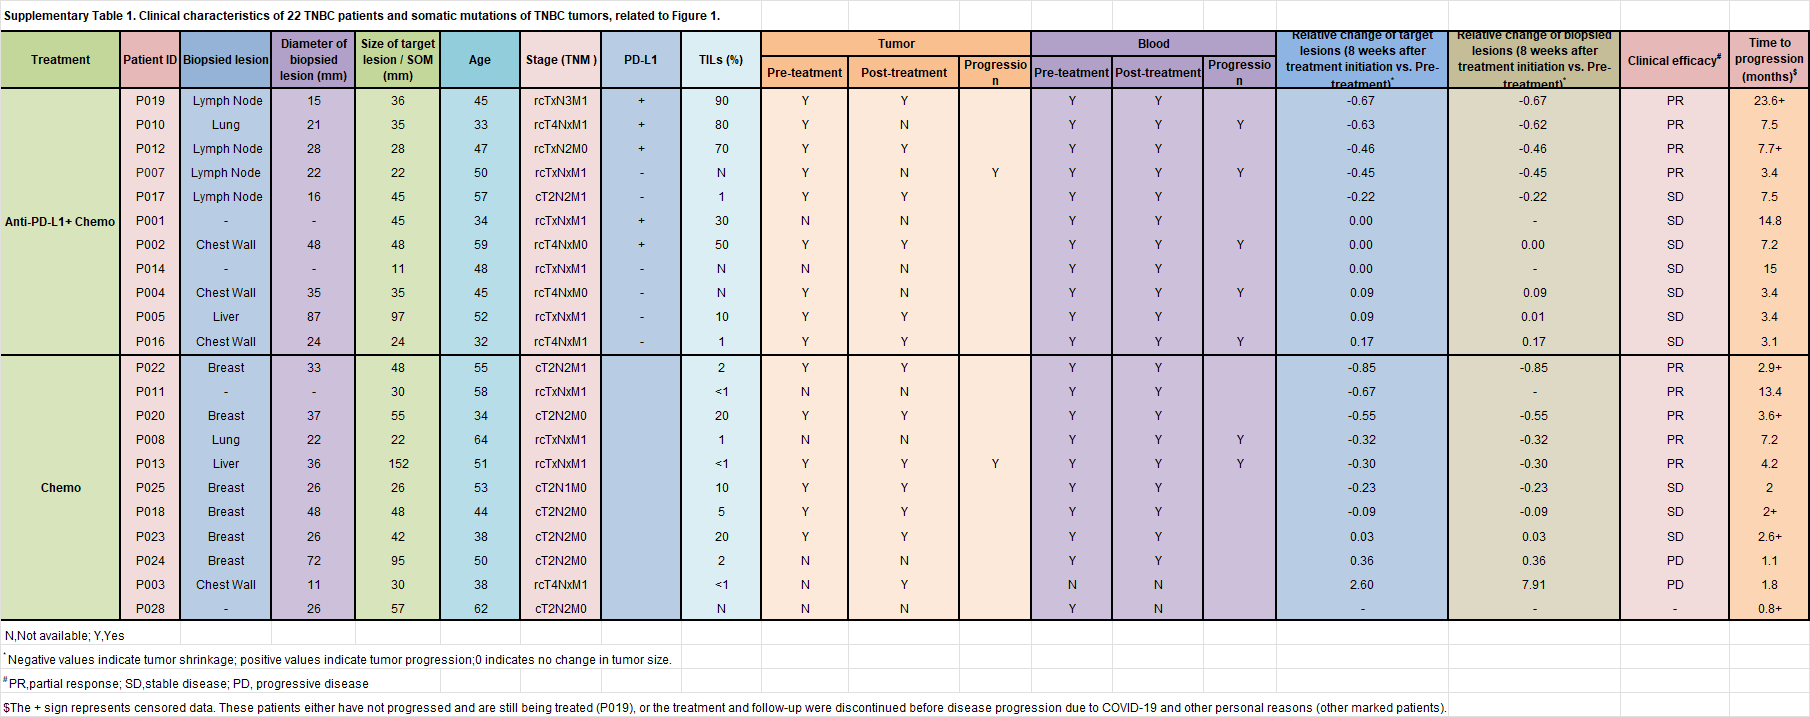 Supplementary Table 1. Clinical characteristics of 22 TNBC patients and somatic mutations of TNBC tumors, related to Figure 1.
Treatment Patient ID Biopsied lesion Diameter of biopsied lesion (mm) Size of target lesion / SOM (mm) Age Stage (TNM ) PD-L1 TILs (%) Tumor Blood Relative change of target lesions (8 weeks after treatment initiation vs. Pre-treatment)* Relative change of biopsied lesions (8 weeks after treatment initiation vs. Pre-treatment)* Clinical efficacy# Time to progression (months)$
Pre-teatment Post-treatment Progression Pre-teatment Post-treatment Progression
Anti-PD-L1+ Chemo
P019 Lymph Node 15 36 45 rcTxN3M1 + 90 Y Y Y Y -0.67 -0.67 PR 23.6+
P010 Lung 21 35 33 rcT4NxM1 + 80 Y N Y Y Y -0.63 -0.62 PR 7.5
P012 Lymph Node 28 28 47 rcTxN2M0 + 70 Y Y Y Y -0.46 -0.46 PR 7.7+
P007 Lymph Node 22 22 50 rcTxNxM1 - N Y N Y Y Y Y -0.45 -0.45 PR 3.4
P017 Lymph Node 16 45 57 cT2N2M1 - 1 Y Y Y Y -0.22 -0.22 SD 7.5
P001 - - 45 34 rcTxNxM1 + 30 N N Y Y 0.00 - SD 14.8
P002 Chest Wall 48 48 59 rcT4NxM0 + 50 Y Y Y Y Y 0.00 0.00 SD 7.2
P014 - - 11 48 rcTxNxM1 - N N N Y Y 0.00 - SD 15
P004 Chest Wall 35 35 45 rcT4NxM0 - N Y N Y Y Y 0.09 0.09 SD 3.4
P005 Liver 87 97 52 rcTxNxM1 - 10 Y Y Y Y 0.09 0.01 SD 3.4
P016 Chest Wall 24 24 32 rcT4NxM1 - 1 Y Y Y Y Y 0.17 0.17 SD 3.1
Chemo
P022 Breast 33 48 55 cT2N2M1 2 Y Y Y Y -0.85 -0.85 PR 2.9+
P011 - - 30 58 rcTxNxM1 <1 N N Y Y -0.67 - PR 13.4
P020 Breast 37 55 34 cT2N2M0 20 Y Y Y Y -0.55 -0.55 PR 3.6+
P008 Lung 22 22 64 rcTxNxM1 1 N N Y Y Y -0.32 -0.32 PR 7.2
P013 Liver 36 152 51 rcTxNxM1 <1 Y Y Y Y Y Y -0.30 -0.30 PR 4.2
P025 Breast 26 26 53 cT2N1M0 10 Y Y Y Y -0.23 -0.23 SD 2
P018 Breast 48 48 44 cT2N2M0 5 Y Y Y Y -0.09 -0.09 SD 2+
P023 Breast 26 42 38 cT2N2M0 20 Y Y Y Y 0.03 0.03 SD 2.6+
P024 Breast 72 95 50 cT2N2M0 2 N N Y Y 0.36 0.36 PD 1.1
P003 Chest Wall 11 30 38 rcT4NxM1 <1 N Y N N 2.60 7.91 PD 1.8
P028 - 26 57 62 cT2N2M0 N N N Y N - - - 0.8+
N,Not available; Y,Yes
*Negative values indicate tumor shrinkage; positive values indicate tumor progression;0 indicates no change in tumor size.
#PR,partial response; SD,stable disease; PD, progressive disease
$The + sign represents censored data. These patients either have not progressed and are still being treated (P019), or the treatment and follow-up were discontinued before disease progression due to COVID-19 and other personal reasons (other marked patients).